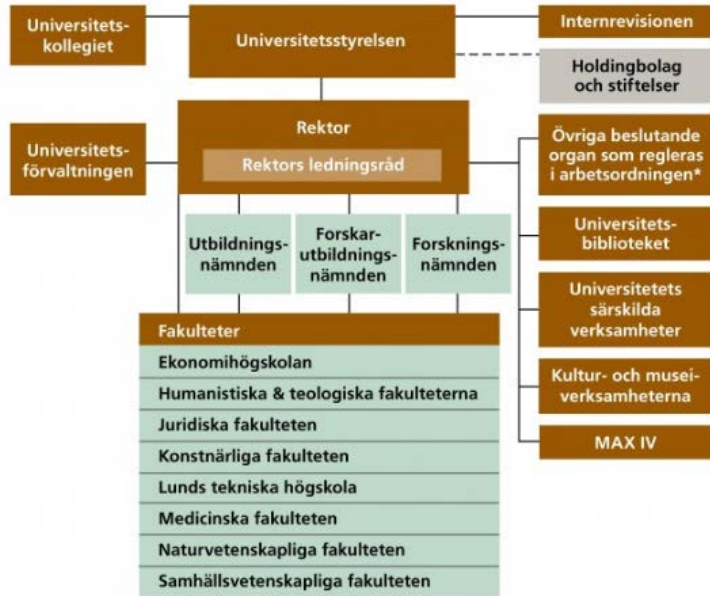 Universitets-
kollegiet
Universitetsstyrelsen
Internrevisionen
Holdingbolag
och stiftelser
Universitets-
förvaltningen
Rektor
Rektors ledningsråd
Övriga beslutande
organ som regleras
i arbetsordningen*
Utbildnings-
nämnden
Forskar-
utbildnings-
nämnden
Forsknings-
nämnden
Universitets-
biblioteket
Universitetets
särskilda
verksamheter
Kultur- och musei-
verksamheterna
MAX IV
Fakulteter
Ekonomihögskolan
Humanistiska & teologiska fakulteterna
Juridiska fakulteten
Konstnärliga fakulteten
Lunds tekniska högskola
Medicinska fakulteten
Naturvetenskapliga fakulteten
Samhällsvetenskapliga fakulteten